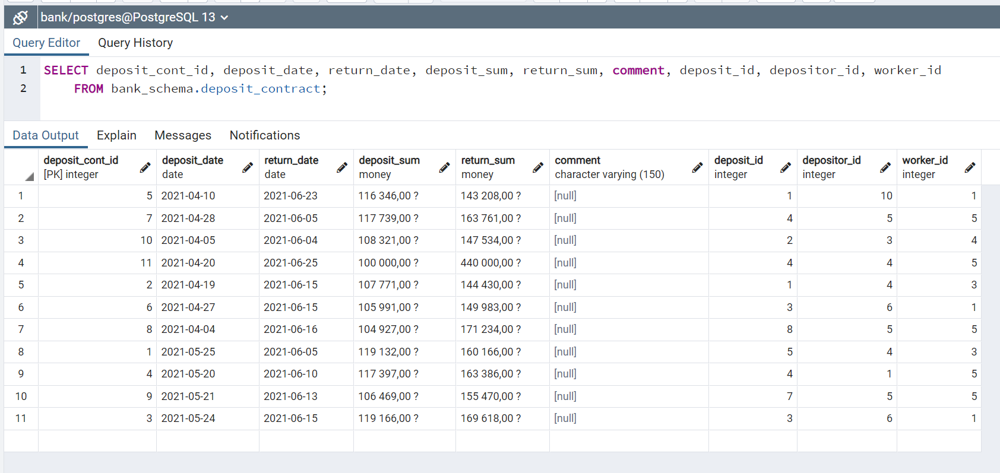 bank/postgres@PostgreSQL 13
Query Editor Query History
1 SELECT deposit_cont_id, deposit_date, return_date, deposit_sum, return_sum, comment, deposit_id, depositor_id, worker_id
2 FROM bank_schema.deposit_contract;
Data Output Explain Messages Notifications
deposit_cont_id deposit_date return_date deposit_sum return_sum comment deposit_id depositor_id worker_id
[PK] integer date date money money character varying (150) integer integer integer
1 5 2021-04-10 2021-06-23 116 346,00 ? 143 208,00 ? [null] 1 10 1
2 7 2021-04-28 2021-06-05 117 739,00 ? 163 761,00 ? [null] 4 5 5
3 10 2021-04-05 2021-06-04 108 321,00 ? 147 534,00 ? [null] 2 3 4
4 11 2021-04-20 2021-06-25 100 000,00 ? 440 000,00 ? [null] 4 4 5
5 2 2021-04-19 2021-06-15 107 771,00 ? 144 430,00 ? [null] 1 4 3
6 6 2021-04-27 2021-06-15 105 991,00 ? 149 983,00 ? [null] 3 6 1
7 8 2021-04-04 2021-06-16 104 927,00 ? 171 234,00 ? [null] 8 5 5
8 1 2021-05-25 2021-06-05 119 132,00 ? 160 166,00 ? [null] 5 4 3
9 4 2021-05-20 2021-06-10 117 397,00 ? 163 386,00 ? [null] 4 1 5
10 9 2021-05-21 2021-06-13 106 469,00 ? 155 470,00 ? [null] 7 5 5
11 3 2021-05-24 2021-06-15 119 166,00 ? 169 618,00 ? [null] 3 6 1